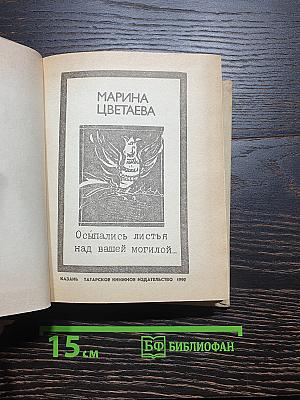 МАРИНА
ЦВЕТАЕВА
Осыпались листья
над вашей могилой...
КАЗАНЬ ТАТАРСКОЕ КНИЖНОЕ ИЗДАТЕЛЬСТВО 1990
15 см
БФ БИБЛИОФАН